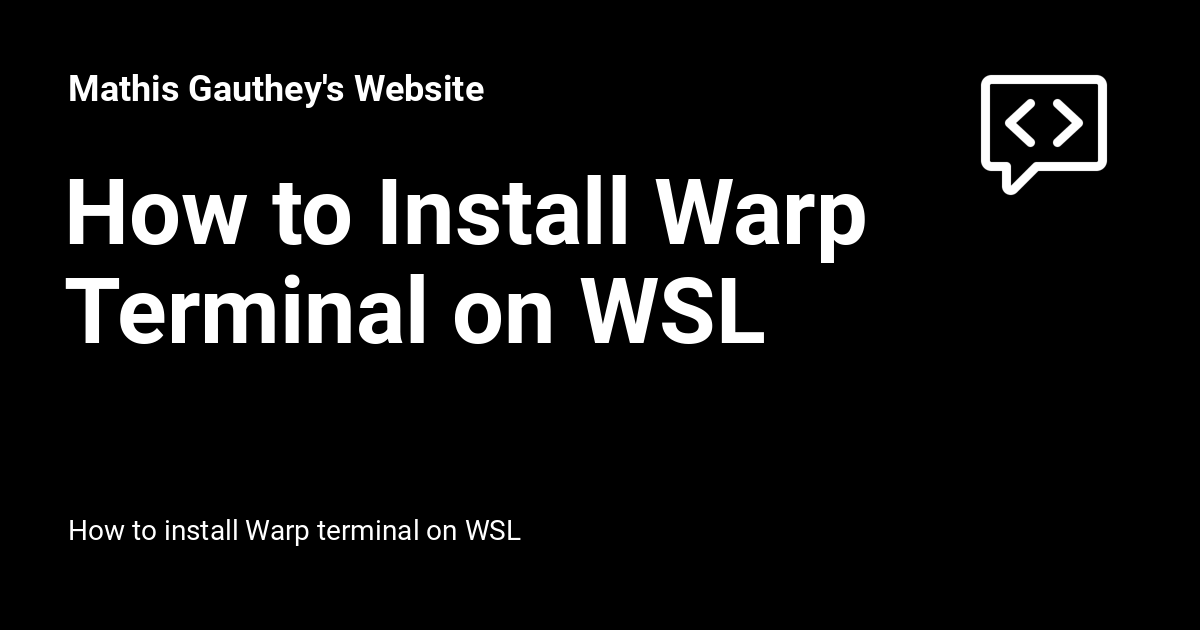 Mathis Gauthey's Website
How to Install Warp
Terminal on WSL
How to install Warp terminal on WSL